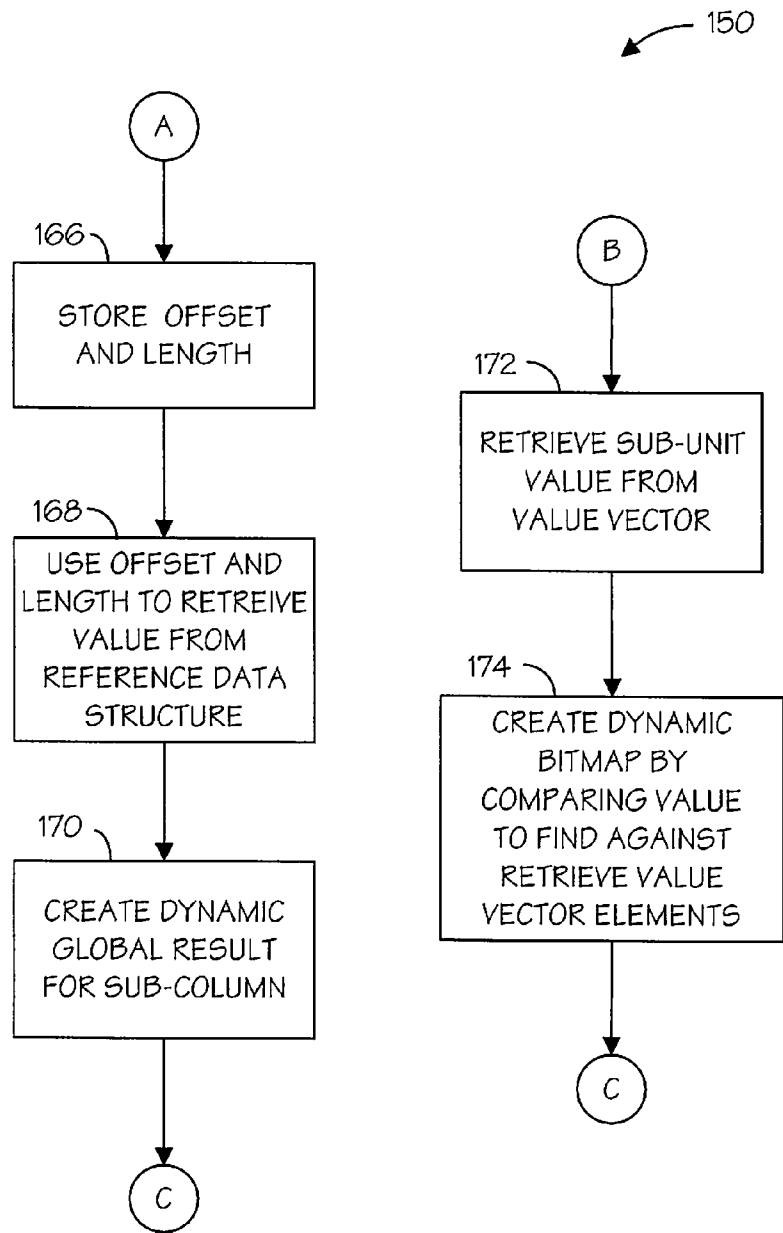 150
A
166
STORE OFFSET
AND LENGTH
168
USE OFFSET AND
LENGTH TO RETREIVE
VALUE FROM
REFERENCE DATA
STRUCTURE
170
CREATE DYNAMIC
GLOBAL RESULT
FOR SUB-COLUMN
C
B
172
RETRIEVE SUB-UNIT
VALUE FROM
VALUE VECTOR
174
CREATE DYNAMIC
BITMAP BY
COMPARING VALUE
TO FIND AGAINST
RETRIEVE VALUE
VECTOR ELEMENTS
C